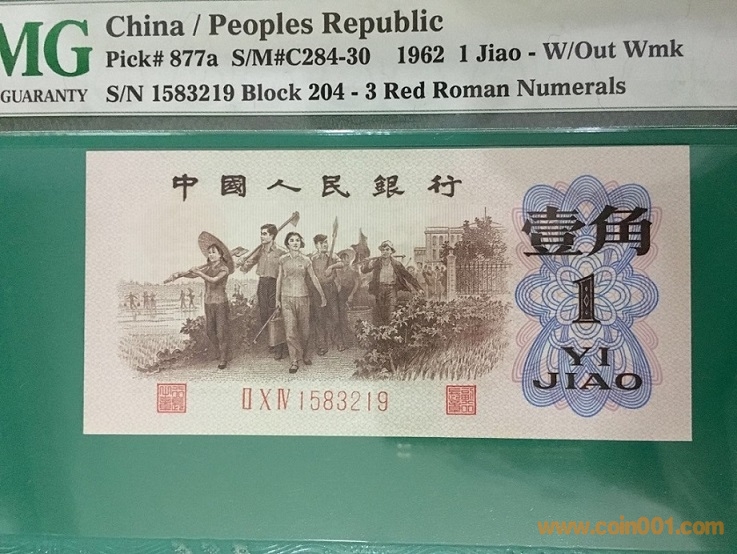 China / Peoples Republic
MG
Pick# 877a S/M#C284-30 1962 1 Jiao - W/Out Wmk
GUARANTY
S/N 1583219 Block 204 - 3 Red Roman Numerals
中國人民銀行
壹角
1
YI
JIAO
ⅡⅩⅣ 1583219
www.coin001.com